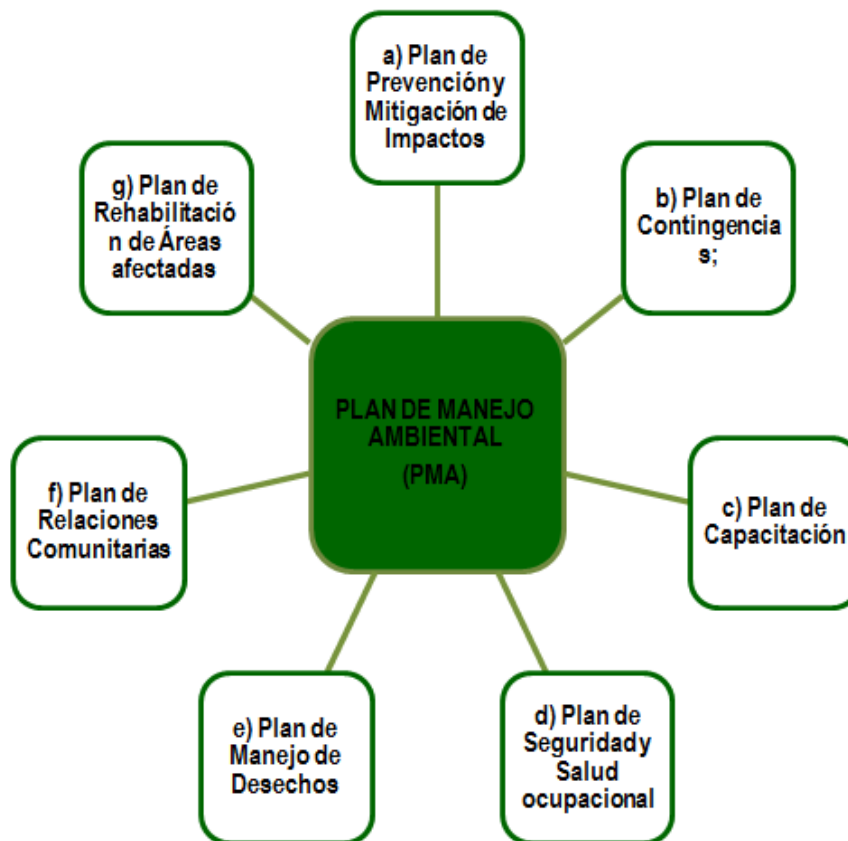 a) Plan de
Prevención y
Mitigación de
Impactos
b) Plan de
Contingencia
s;
c) Plan de
Capacitación
d) Plan de
Seguridad y
Salud
ocupacional
e) Plan de
Manejo de
Desechos
f) Plan de
Relaciones
Comunitarias
g) Plan de
Rehabilitació
n de Áreas
afectadas
PLAN DE MANEJO
AMBIENTAL
(PMA)